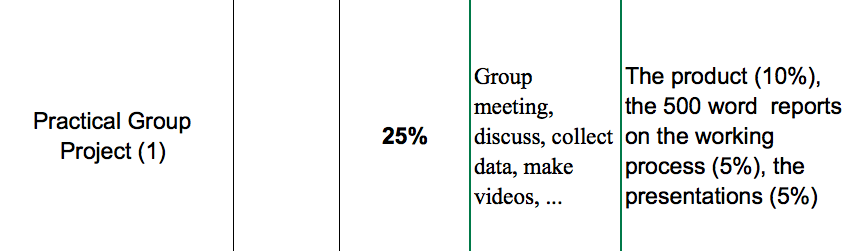 Practical Group
Project (1)
25%
Group
meeting,
discuss, collect
data, make
videos, ...
The product (10%),
the 500 word  reports
on the working
process (5%), the
presentations (5%)